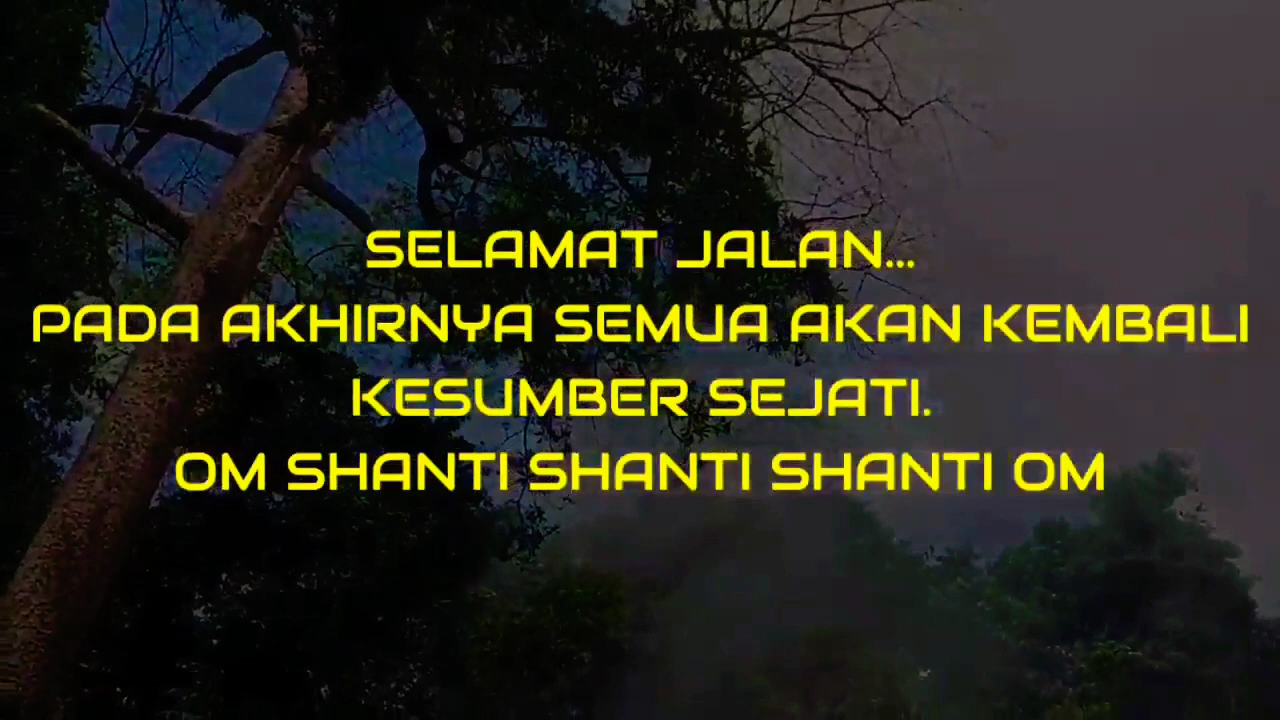 SELAMAT JALAN...
PADA AKHIRNYA SEMUA AKAN KEMBALI
KESUMBER SEJATI.
OM SHANTI SHANTI SHANTI OM